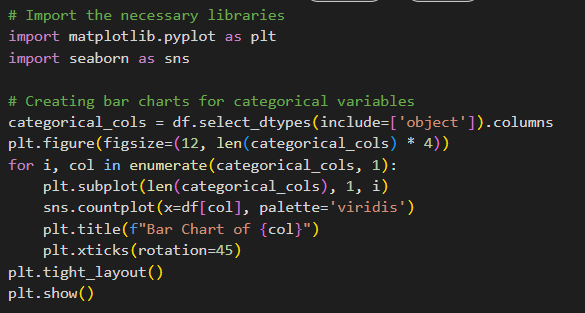 # Import the necessary libraries
import matplotlib.pyplot as plt
import seaborn as sns
# Creating bar charts for categorical variables
categorical_cols = df.select_dtypes(include=['object']).columns
plt.figure(figsize=(12, len(categorical_cols) * 4))
for i, col in enumerate(categorical_cols, 1):
    plt.subplot(len(categorical_cols), 1, i)
    sns.countplot(x=df[col], palette='viridis')
    plt.title(f"Bar Chart of {col}")
    plt.xticks(rotation=45)
plt.tight_layout()
plt.show()